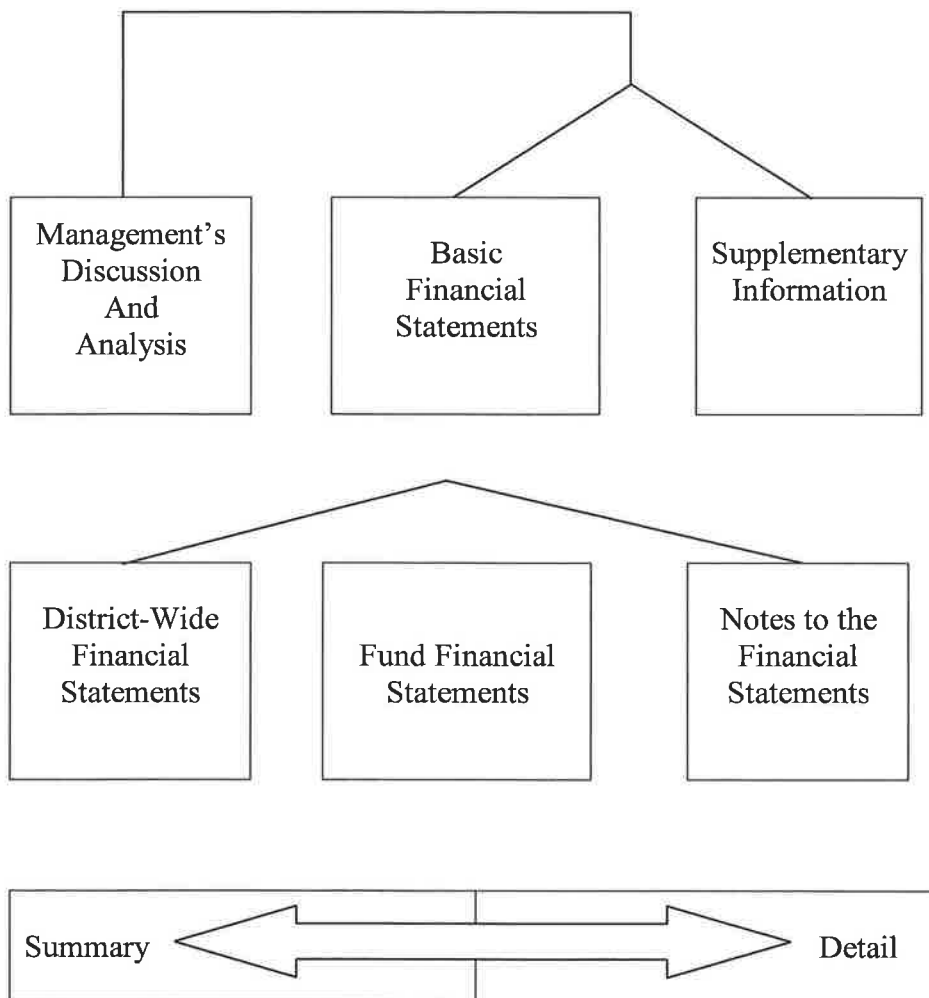 Management’s
Discussion
And
Analysis
Basic
Financial
Statements
Supplementary
Information
District-Wide
Financial
Statements
Fund Financial
Statements
Notes to the
Financial
Statements
Summary
Detail